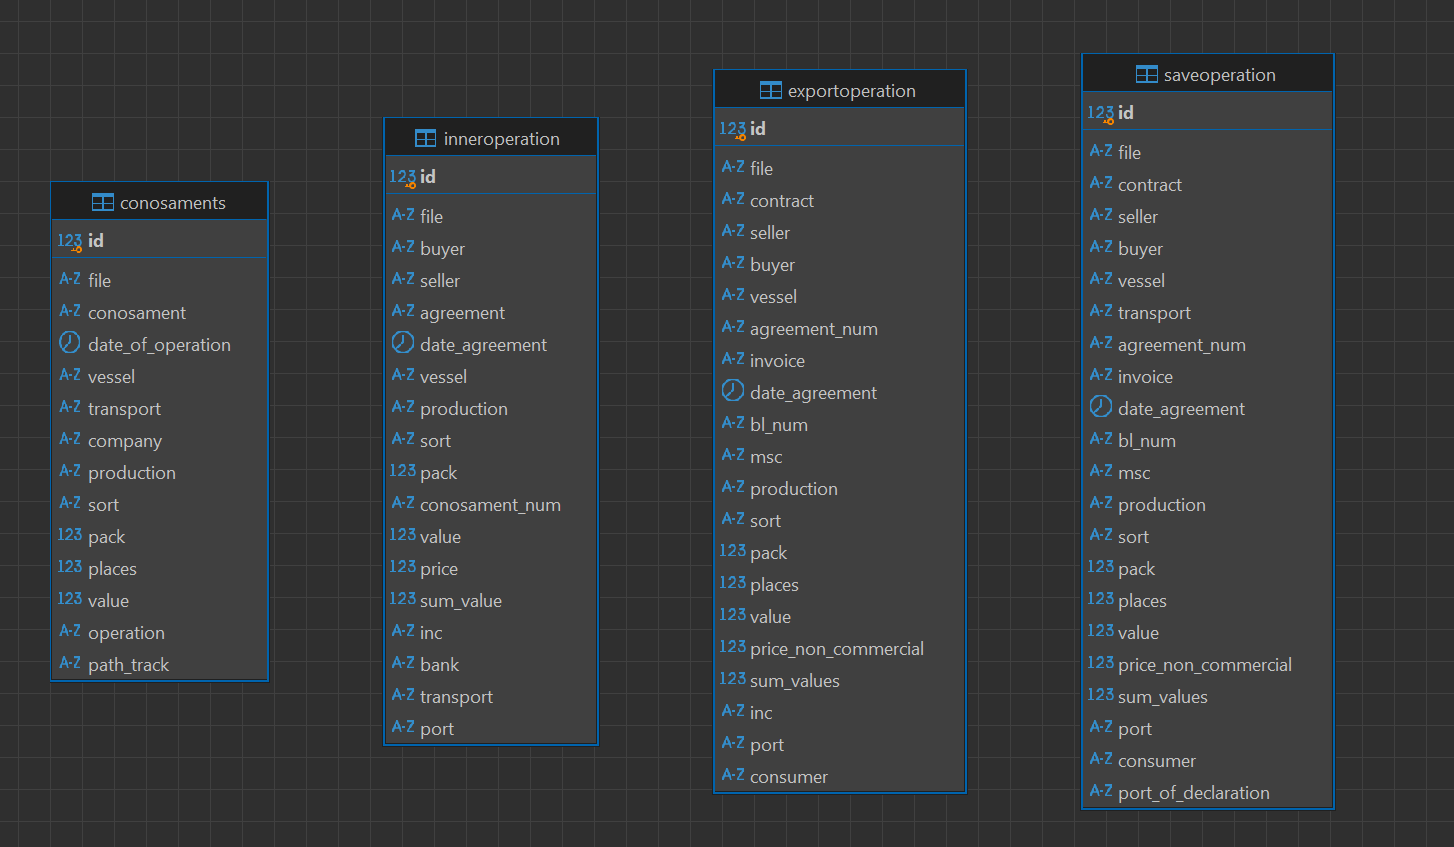 conosaments
123 id
A-Z file
A-Z conosament
date_of_operation
A-Z vessel
A-Z transport
A-Z company
A-Z production
A-Z sort
123 pack
123 places
123 value
A-Z operation
A-Z path_track
inneroperation
123 id
A-Z file
A-Z buyer
A-Z seller
A-Z agreement
date_agreement
A-Z vessel
A-Z production
A-Z sort
123 pack
A-Z conosament_num
123 value
123 price
123 sum_value
A-Z inc
A-Z bank
A-Z transport
A-Z port
exportoperation
123 id
A-Z file
A-Z contract
A-Z seller
A-Z buyer
A-Z vessel
A-Z agreement_num
A-Z invoice
date_agreement
A-Z bl_num
A-Z msc
A-Z production
A-Z sort
123 pack
123 places
123 value
123 price_non_commercial
123 sum_values
A-Z inc
A-Z port
A-Z consumer
saveoperation
123 id
A-Z file
A-Z contract
A-Z seller
A-Z buyer
A-Z vessel
A-Z transport
A-Z agreement_num
A-Z invoice
date_agreement
A-Z bl_num
A-Z msc
A-Z production
A-Z sort
123 pack
123 places
123 value
123 price_non_commercial
123 sum_values
A-Z port
A-Z consumer
A-Z port_of_declaration